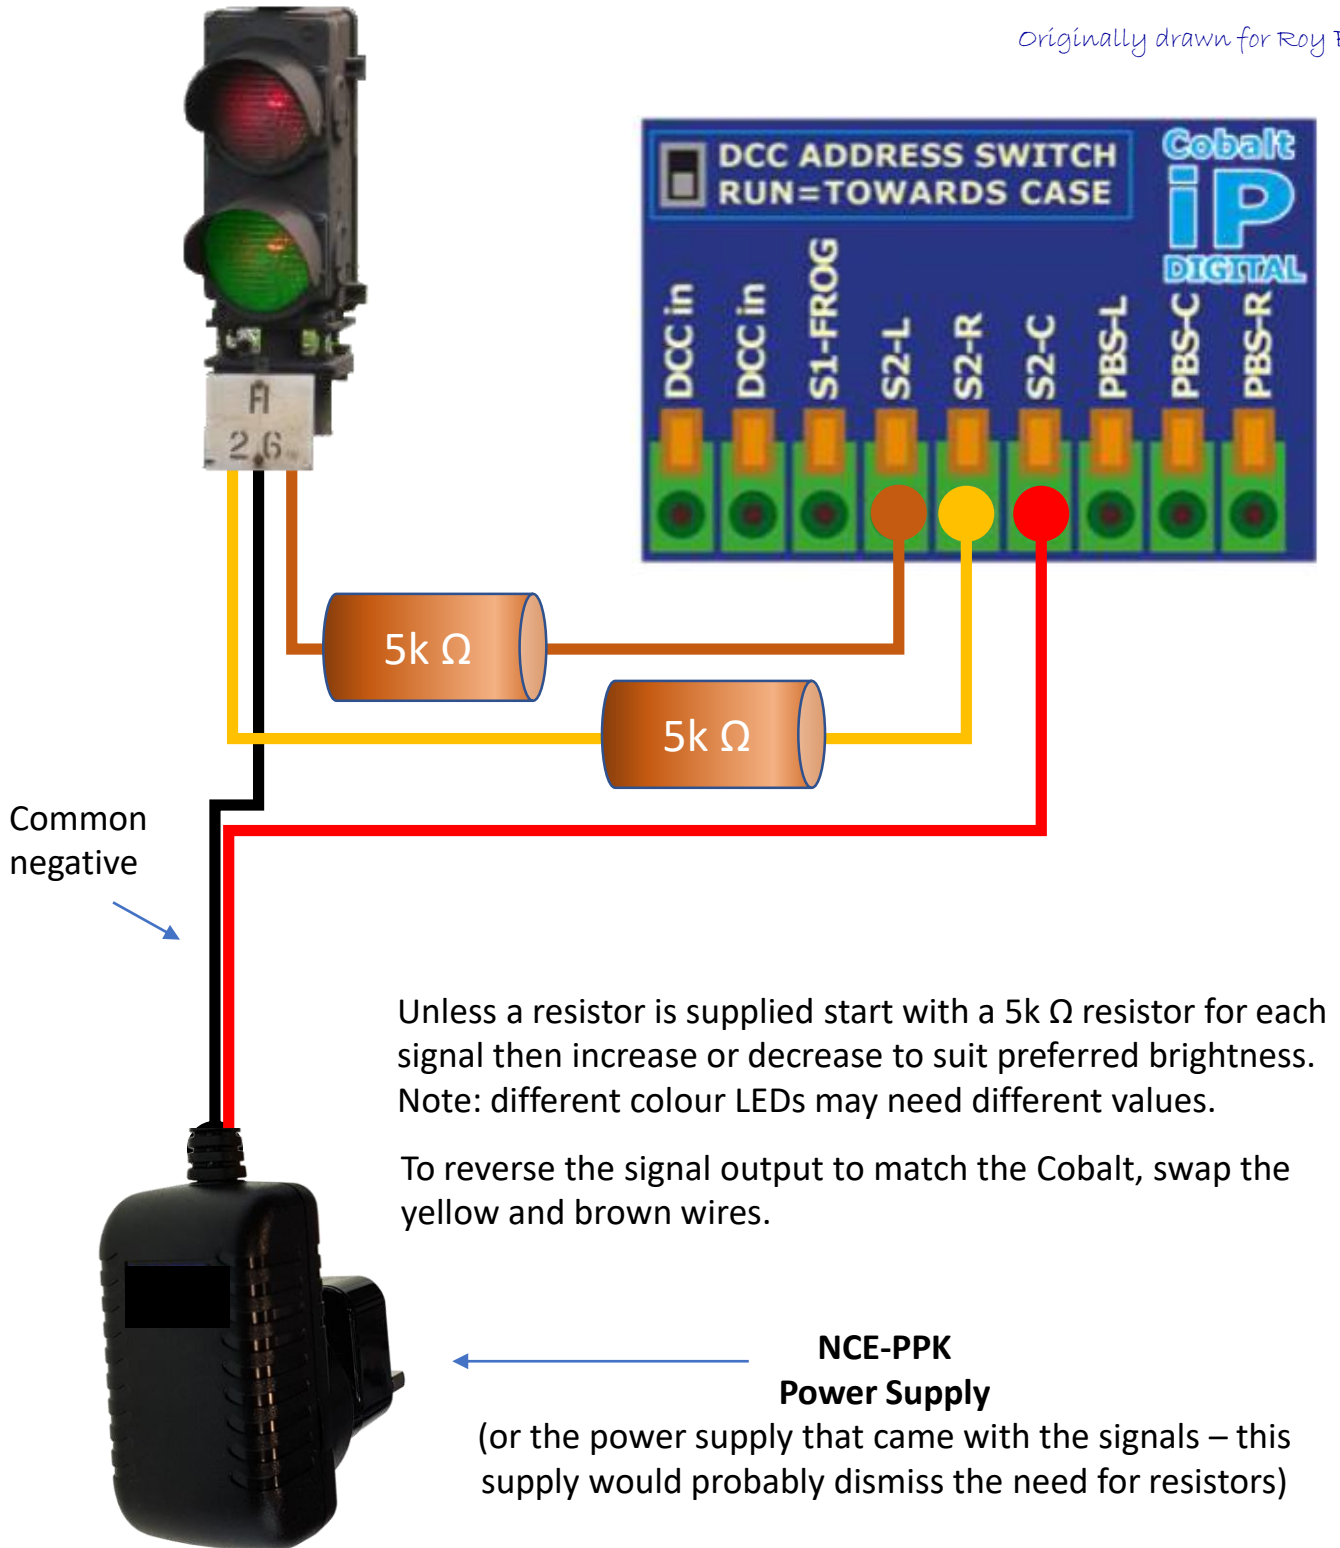 Originally drawn for Roy
DCC ADDRESS SWITCH
RUN=TOWARDS CASE
Cobalt
iP
DIGITAL
DCC in
DCC in
S1-FROG
S2-L
S2-R
S2-C
PBS-L
PBS-C
PBS-R
A
2.6
5k Ω
5k Ω
Common
negative
Unless a resistor is supplied start with a 5k Ω resistor for each
signal then increase or decrease to suit preferred brightness.
Note: different colour LEDs may need different values.
To reverse the signal output to match the Cobalt, swap the
yellow and brown wires.
NCE-PPK
Power Supply
(or the power supply that came with the signals – this
supply would probably dismiss the need for resistors)